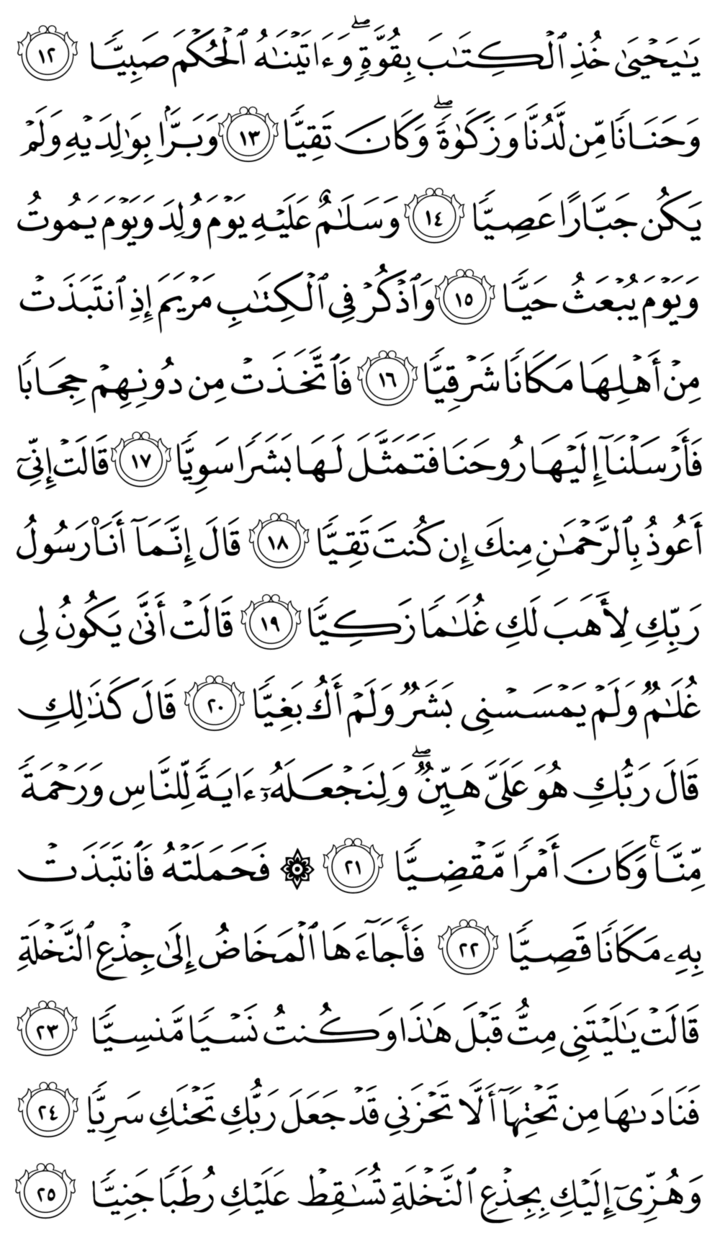 يَٰيَحۡيَىٰ خُذِ ٱلۡكِتَٰبَ بِقُوَّةٖۖ وَءَاتَيۡنَٰهُ ٱلۡحُكۡمَ صَبِيّٗا ١٢
وَحَنَانٗا مِّن لَّدُنَّا وَزَكَوٰةٗۖ وَكَانَ تَقِيّٗا ١٣ وَبَرَّۢا بِوَٰلِدَيۡهِ وَلَمۡ
يَكُن جَبَّارًا عَصِيّٗا ١٤ وَسَلَٰمٌ عَلَيۡهِ يَوۡمَ وُلِدَ وَيَوۡمَ يَمُوتُ
وَيَوۡمَ يُبۡعَثُ حَيّٗا ١٥ وَٱذۡكُرۡ فِي ٱلۡكِتَٰبِ مَرۡيَمَ إِذِ ٱنتَبَذَتۡ
مِنۡ أَهۡلِهَا مَكَانٗا شَرۡقِيّٗا ١٦ فَٱتَّخَذَتۡ مِن دُونِهِمۡ حِجَابٗا
فَأَرۡسَلۡنَآ إِلَيۡهَا رُوحَنَا فَتَمَثَّلَ لَهَا بَشَرٗا سَوِيّٗا ١٧ قَالَتۡ إِنِّيٓ
أَعُوذُ بِٱلرَّحۡمَٰنِ مِنكَ إِن كُنتَ تَقِيّٗا ١٨ قَالَ إِنَّمَآ أَنَا۠ رَسُولُ
رَبِّكِ لِأَهَبَ لَكِ غُلَٰمٗا زَكِيّٗا ١٩ قَالَتۡ أَنَّىٰ يَكُونُ لِي
غُلَٰمٞ وَلَمۡ يَمۡسَسۡنِي بَشَرٞ وَلَمۡ أَكُ بَغِيّٗا ٢٠ قَالَ كَذَٰلِكِ
قَالَ رَبُّكِ هُوَ عَلَيَّ هَيِّنٞۖ وَلِنَجۡعَلَهُۥٓ ءَايَةٗ لِّلنَّاسِ وَرَحۡمَةٗ
مِّنَّاۚ وَكَانَ أَمۡرٗا مَّقۡضِيّٗا ٢١ ۞ فَحَمَلَتۡهُ فَٱنتَبَذَتۡ
بِهِۦ مَكَانٗا قَصِيّٗا ٢٢ فَأَجَآءَهَا ٱلۡمَخَاضُ إِلَىٰ جِذۡعِ ٱلنَّخۡلَةِ
قَالَتۡ يَٰلَيۡتَنِي مِتُّ قَبۡلَ هَٰذَا وَكُنتُ نَسۡيٗا مَّنسِيّٗا ٢٣
فَنَادَىٰهَا مِن تَحۡتِهَآ أَلَّا تَحۡزَنِي قَدۡ جَعَلَ رَبُّكِ تَحۡتَكِ سَرِيّٗا ٢٤
وَهُزِّيٓ إِلَيۡكِ بِجِذۡعِ ٱلنَّخۡلَةِ تُسَٰقِطۡ عَلَيۡكِ رُطَبٗا جَنِيّٗا ٢٥